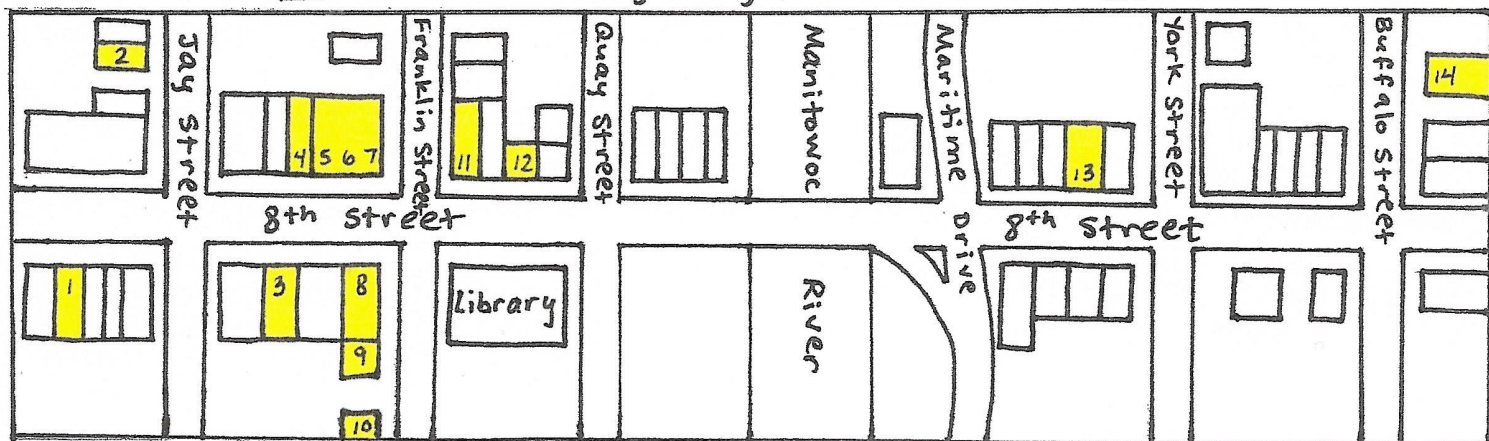 2
Jay Street
4 5 6 7
Franklin Street
11
12
Quay Street
Manitowoc
Maritime
13
York Street
Buffalo Street
14
8th Street
Drive
8th Street
1
3
8
9
10
Library
River